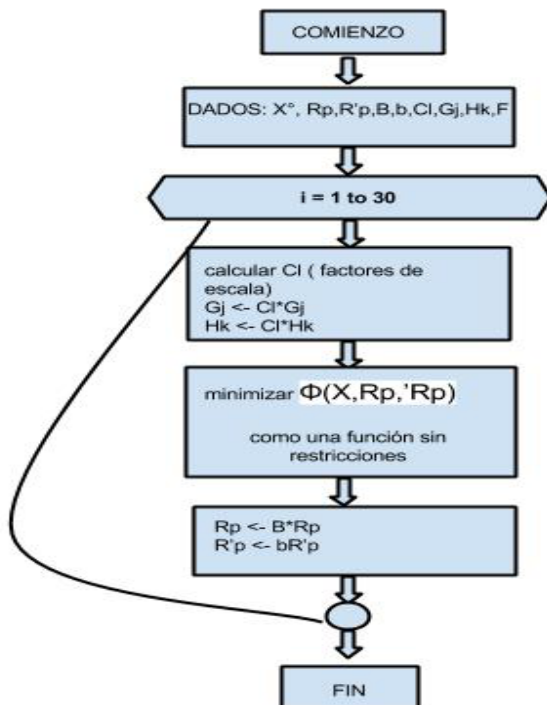 COMIENZO
DADOS: X°, Rp,R'p,B,b,Cl,Gj,Hk,F
i = 1 to 30
calcular Cl ( factores de
escala)
Gj <- Cl*Gj
Hk <- Cl*Hk
minimizar Φ(X,Rp,'Rp)
como una función sin
restricciones
Rp <- B*Rp
R'p <- bR'p
FIN